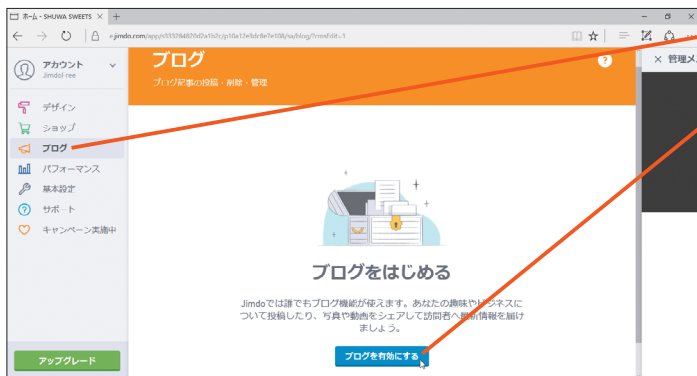 ホーム - SHUWA SWEETS
アカウント
Jimdo Free
ブログ
ブログ記事の投稿・削除・管理
?
× 管理メ
デザイン
ショップ
ブログ
パフォーマンス
基本設定
サポート
キャンペーン実施中
ブログをはじめる
Jimdoでは誰でもブログ機能が使えます。あなたの趣味やビジネスに
ついて投稿したり、写真や動画をシェアして訪問者へ最新情報を届け
ましょう。
ブログを有効にする
アップグレード